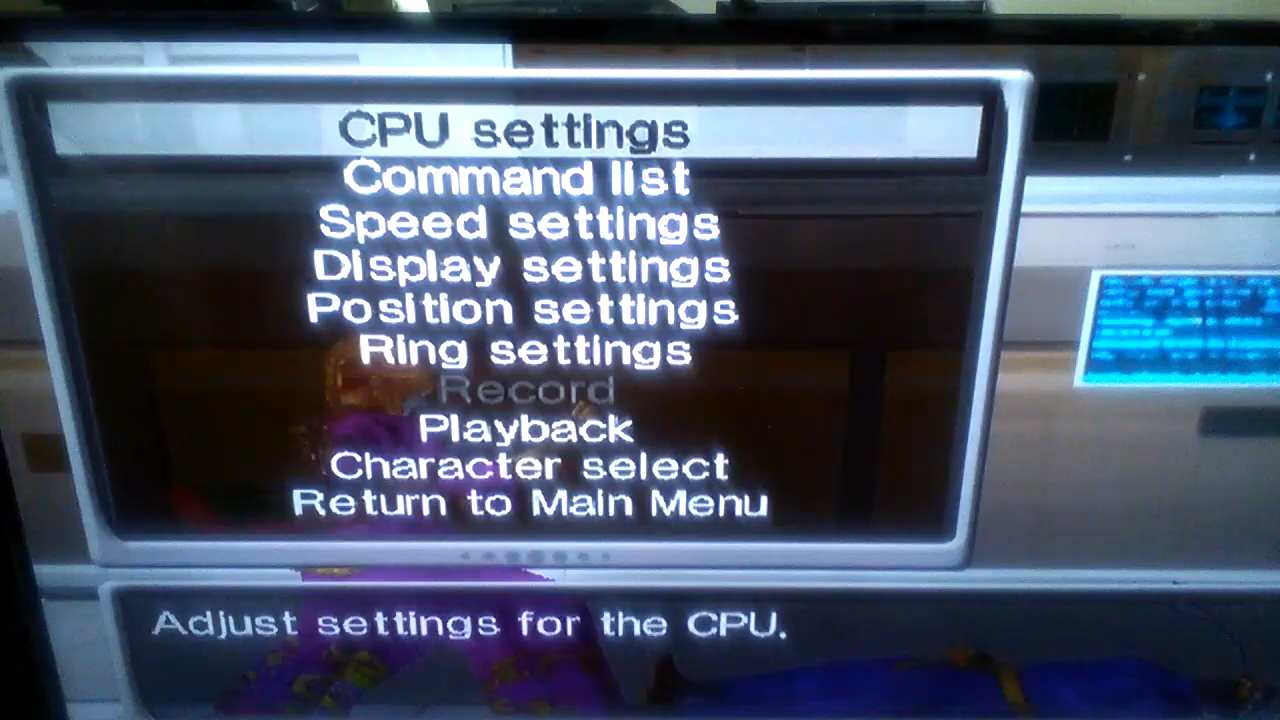 CPU settings
Command list
Speed settings
Display settings
Position settings
Ring settings
Record
Playback
Character select
Return to Main Menu
Adjust settings for the CPU.